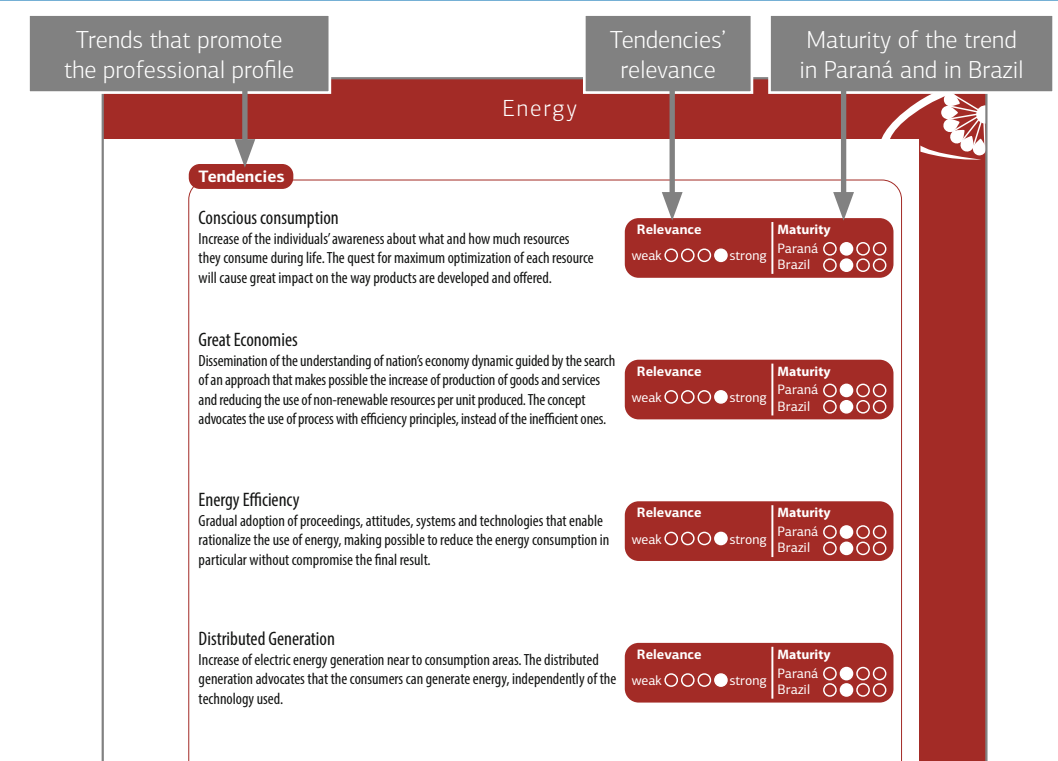 Trends that promote
the professional profile
Tendencies’
relevance
Maturity of the trend
in Paraná and in Brazil
Energy
Tendencies
Conscious consumption
Increase of the individuals’ awareness about what and how much resources
they consume during life. The quest for maximum optimization of each resource
will cause great impact on the way products are developed and offered.
Relevance
weak strong
Maturity
Paraná
Brazil
Great Economies
Dissemination of the understanding of nation’s economy dynamic guided by the search
of an approach that makes possible the increase of production of goods and services
and reducing the use of non-renewable resources per unit produced. The concept
advocates the use of process with efficiency principles, instead of the inefficient ones.
Relevance
weak strong
Maturity
Paraná
Brazil
Energy Efficiency
Gradual adoption of proceedings, attitudes, systems and technologies that enable
rationalize the use of energy, making possible to reduce the energy consumption in
particular without compromise the final result.
Relevance
weak strong
Maturity
Paraná
Brazil
Distributed Generation
Increase of electric energy generation near to consumption areas. The distributed
generation advocates that the consumers can generate energy, independently of the
technology used.
Relevance
weak strong
Maturity
Paraná
Brazil